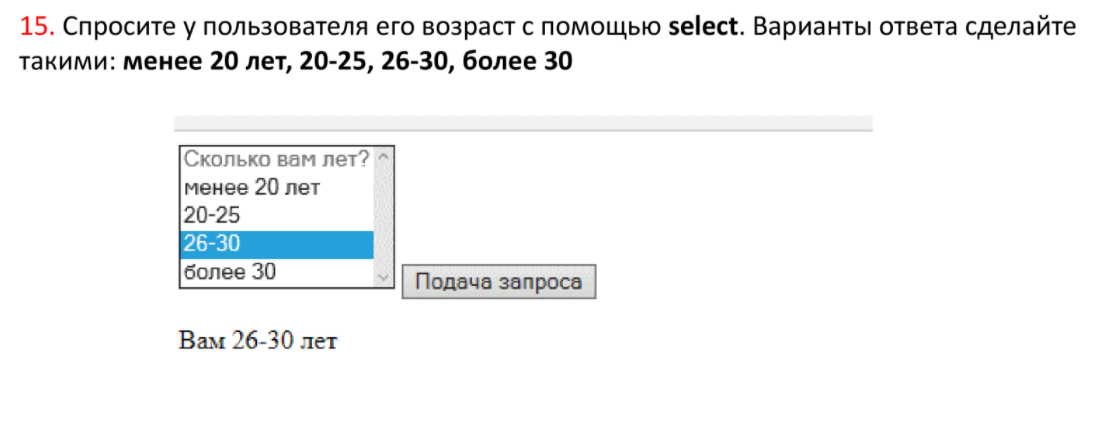 15. Спросите у пользователя его возраст с помощью select. Варианты ответа сделайте
такими: менее 20 лет, 20-25, 26-30, более 30
Сколько вам лет?
менее 20 лет
20-25
26-30
более 30
Подача запроса
Вам 26-30 лет